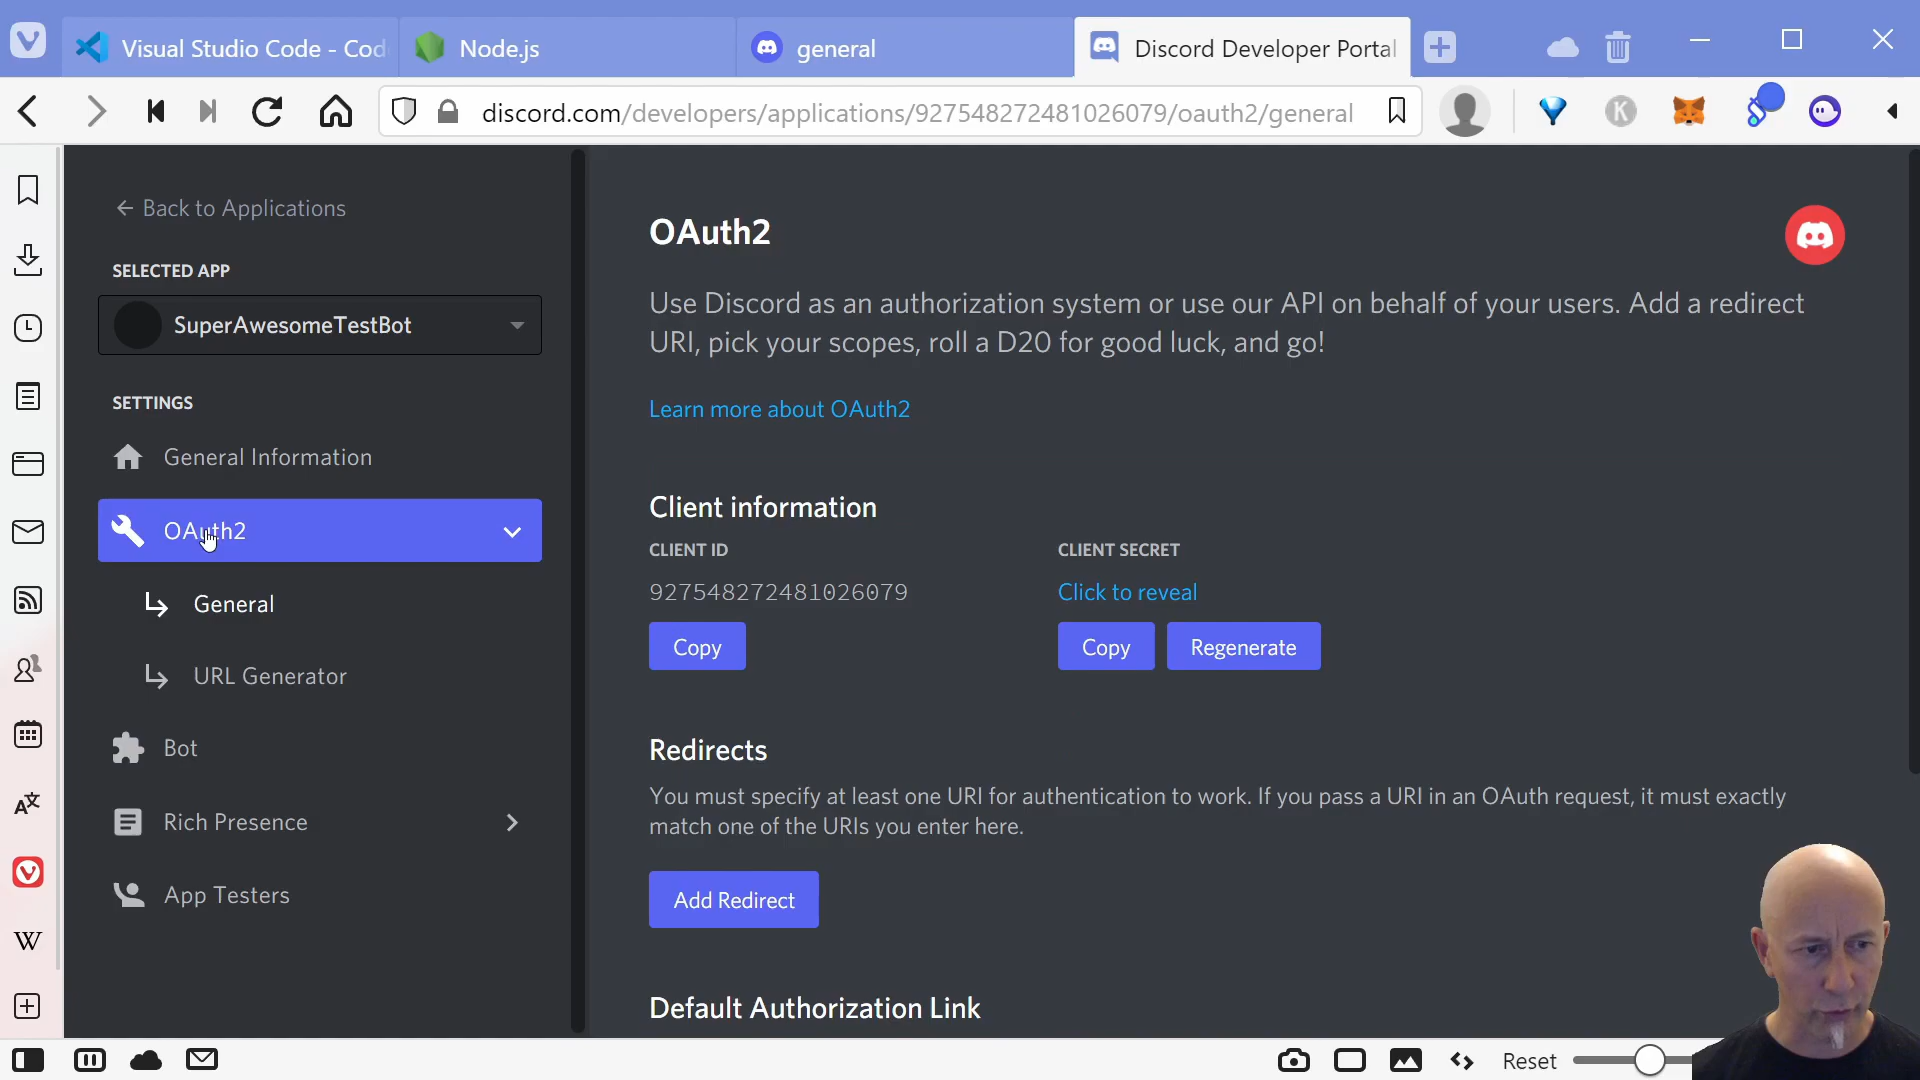 Visual Studio Code - Cod
Node.js
general
Discord Developer Portal
discord.com/developers/applications/927548272481026079/oauth2/general
← Back to Applications
SELECTED APP
SuperAwesomeTestBot
SETTINGS
General Information
OAuth2
General
URL Generator
Bot
Rich Presence
App Testers
OAuth2
Use Discord as an authorization system or use our API on behalf of your users. Add a redirect
URI, pick your scopes, roll a D20 for good luck, and go!
Learn more about OAuth2
Client information
CLIENT ID
927548272481026079
Copy
CLIENT SECRET
Click to reveal
Copy
Regenerate
Redirects
You must specify at least one URI for authentication to work. If you pass a URI in an OAuth request, it must exactly
match one of the URIs you enter here.
Add Redirect
Default Authorization Link
Reset